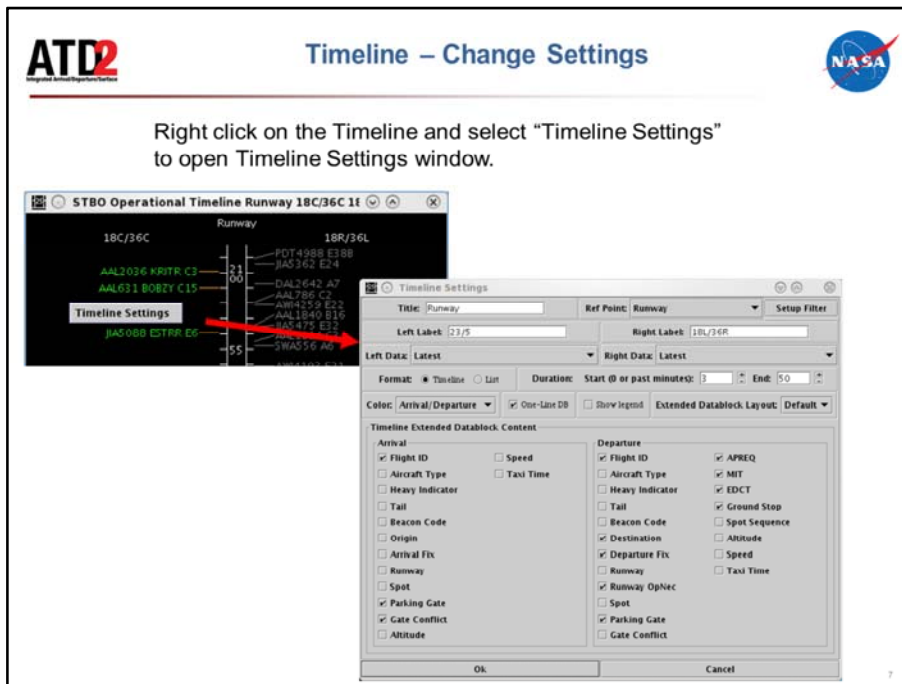 ATD2
Integrated Arrival/Departure/Surface
Timeline – Change Settings
NASA
Right click on the Timeline and select “Timeline Settings”
to open Timeline Settings window.
STBO Operational Timeline Runway 18C/36C 18
Runway
18C/36C 18R/36L
PDT4988 E38B
JIA5362 E24
AAL2036 KRITR C3 21
00
DAL2642 A7
AAL631 BOBZY C15
AAL786 C2
AWI4259 E22
Timeline Settings
AAL1840 B16
JIA5475 E32
JIA5088 ESTRR E6
SWA556 A6
55
Timeline Settings
Title: Runway Ref Point: Runway Setup Filter
Left Label: 23/5 Right Label: 18L/36R
Left Data: Latest Right Data: Latest
Format: Timeline List Duration: Start (0 or past minutes): 3 End: 50
Color: Arrival/Departure One-Line DB Show legend Extended Datablock Layout: Default
Timeline Extended Datablock Content
Arrival
Flight ID Speed
Aircraft Type Taxi Time
Heavy Indicator
Tail
Beacon Code
Origin
Arrival Fix
Runway
Spot
Parking Gate
Gate Conflict
Altitude
Departure
Flight ID APREQ
Aircraft Type MIT
Heavy Indicator EDCT
Tail Ground Stop
Beacon Code Spot Sequence
Destination Altitude
Departure Fix Speed
Runway Taxi Time
Runway OpNec
Spot
Parking Gate
Gate Conflict
Ok Cancel
7